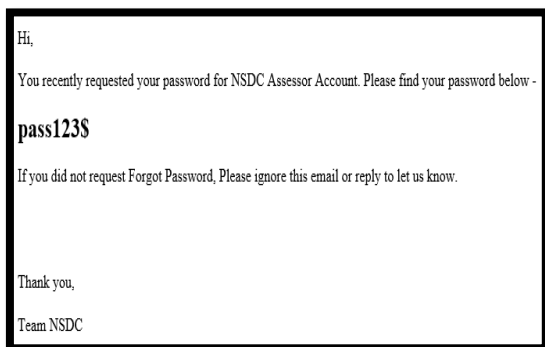 Hi,
You recently requested your password for NSDC Assessor Account. Please find your password below -
pass123$
If you did not request Forgot Password, Please ignore this email or reply to let us know.
Thank you,
Team NSDC